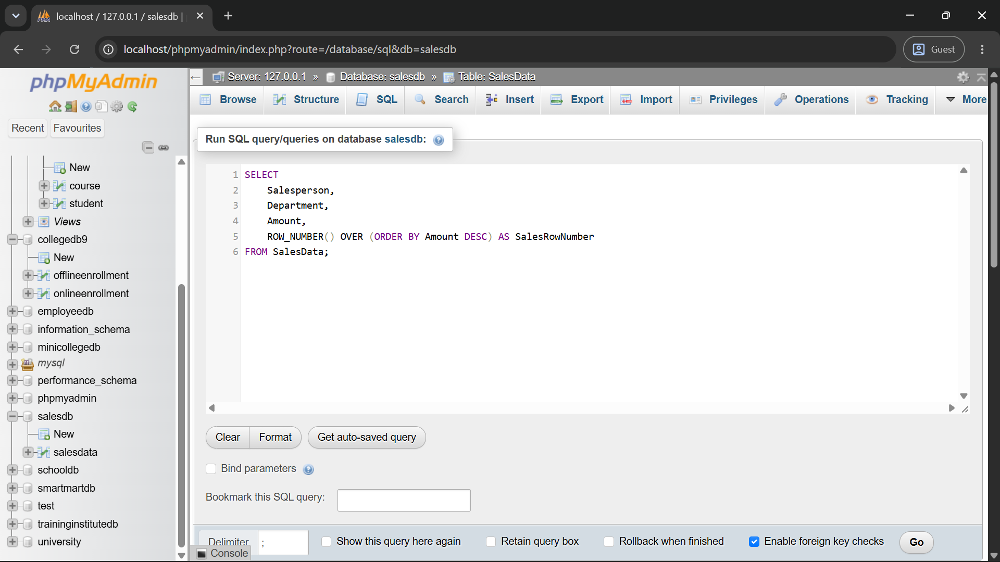 localhost / 127.0.0.1 / salesdb |
localhost/phpmyadmin/index.php?route=/database/sql&db=salesdb
Guest
phpMyAdmin
Recent
Favourites
New
course
student
Views
collegedb9
New
offlineenrollment
onlineenrollment
employeedb
information_schema
minicollegedb
mysql
performance_schema
phpmyadmin
salesdb
New
salesdata
schooldb
smartmartdb
test
traininginstitutedb
university
Server: 127.0.0.1 » Database: salesdb » Table: SalesData
Browse Structure SQL Search Insert Export Import Privileges Operations Tracking More
Run SQL query/queries on database salesdb:
1 SELECT
2 Salesperson,
3 Department,
4 Amount,
5 ROW_NUMBER() OVER (ORDER BY Amount DESC) AS SalesRowNumber
6 FROM SalesData;
Clear Format Get auto-saved query
Bind parameters
Bookmark this SQL query:
Delimiter ; Show this query here again Retain query box Rollback when finished Enable foreign key checks Go
Console